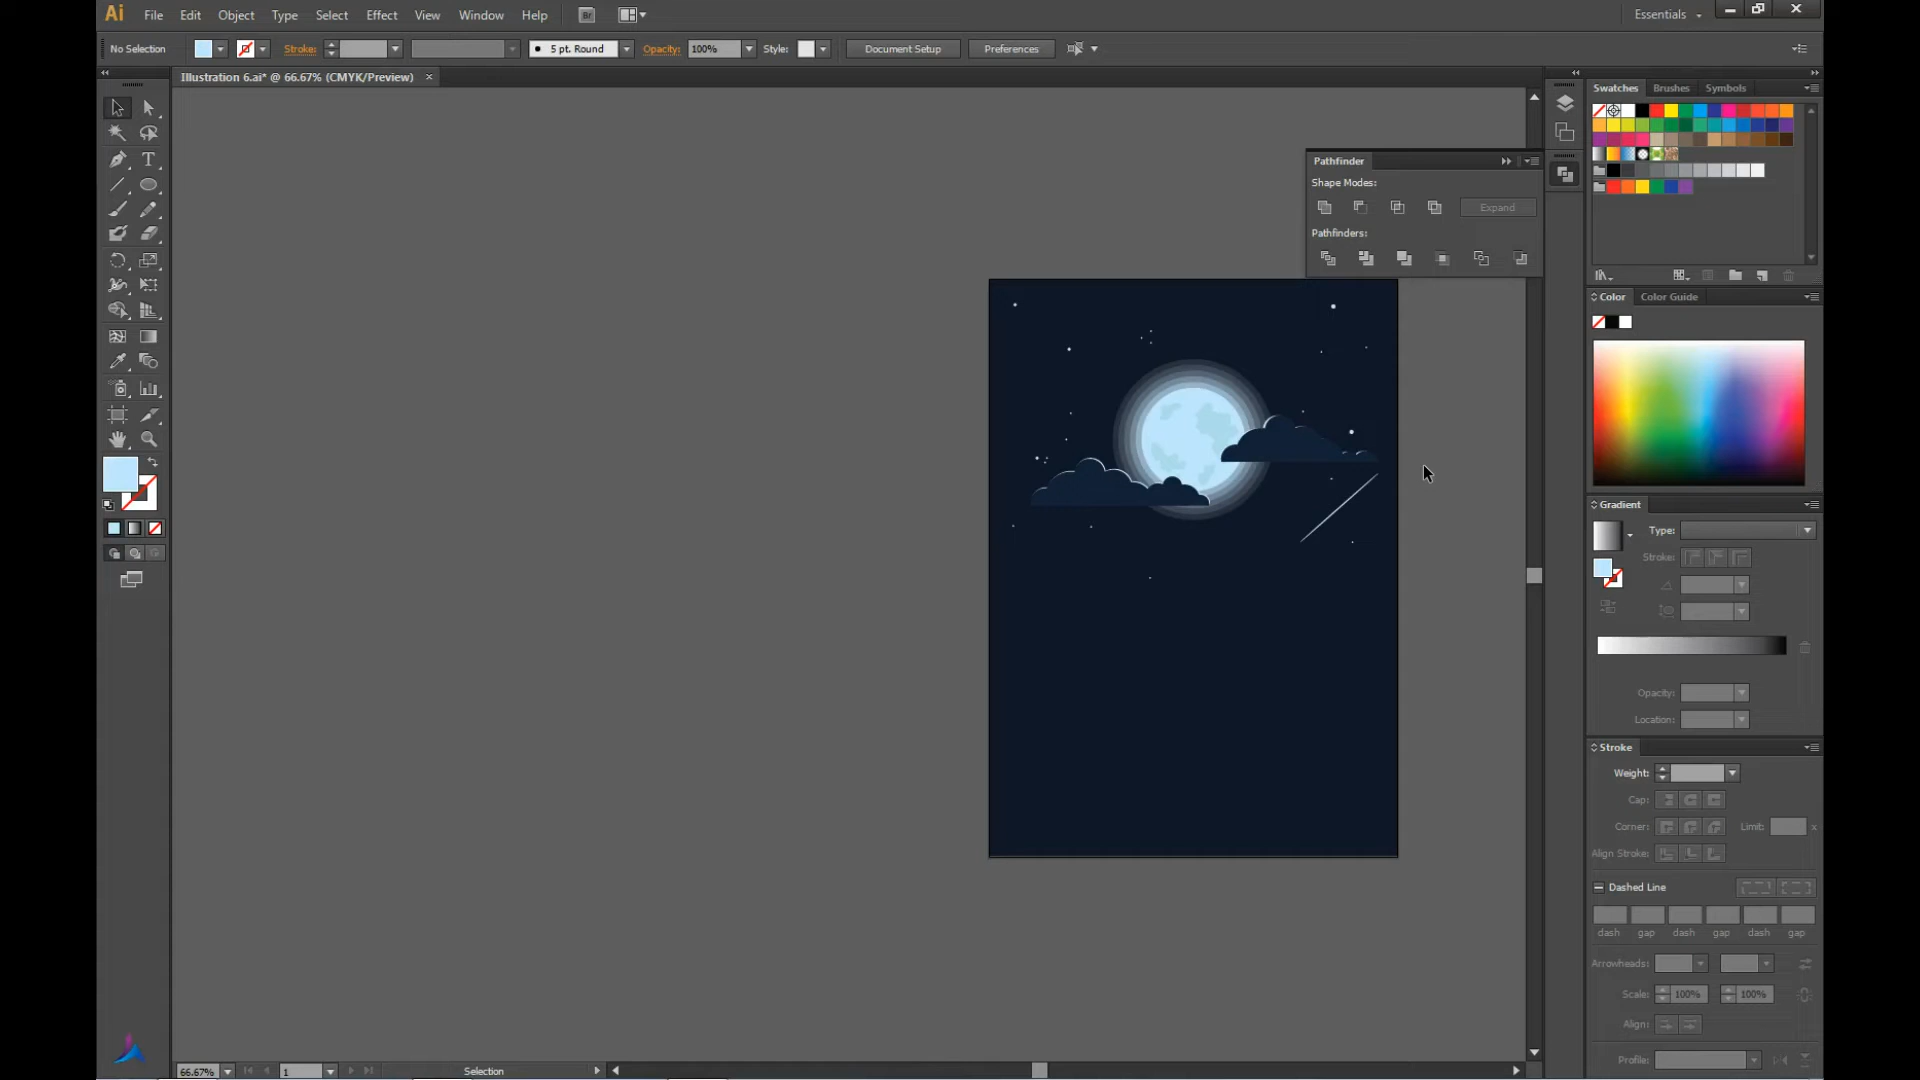 Ai File Edit Object Type Select Effect View Window Help Br Essentials
No Selection Stroke: 5 pt. Round Opacity: 100% Style: Document Setup Preferences
Illustration 6.ai* @ 66.67% (CMYK/Preview)
Swatches Brushes Symbols
Pathfinder
Shape Modes:
Expand
Pathfinders:
Color Color Guide
Gradient
Type:
Stroke:
Opacity:
Location:
Stroke
Weight:
Cap:
Corner: Limit: x
Align Stroke:
Dashed Line
dash gap dash gap dash gap
Arrowheads:
Scale: 100% 100%
Align:
Profile:
66.67% 1 Selection